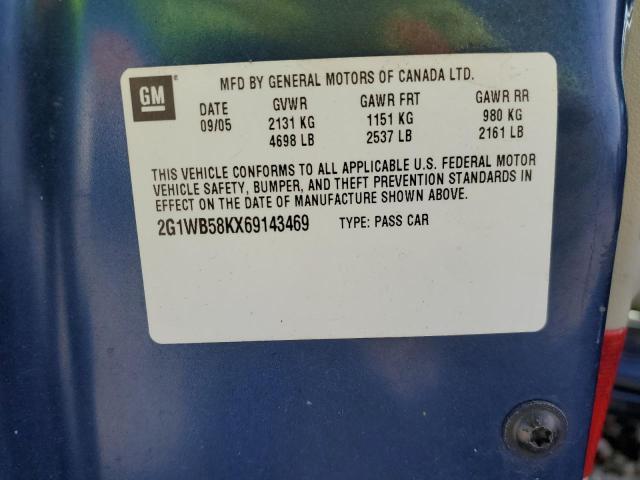 GM
MFD BY GENERAL MOTORS OF CANADA LTD.
DATE GVWR GAWR FRT GAWR RR
09/05 2131 KG 1151 KG 980 KG
4698 LB 2537 LB 2161 LB
THIS VEHICLE CONFORMS TO ALL APPLICABLE U.S. FEDERAL MOTOR
VEHICLE SAFETY, BUMPER, AND THEFT PREVENTION STANDARDS IN
EFFECT ON THE DATE OF MANUFACTURE SHOWN ABOVE.
2G1WB58KX69143469 TYPE: PASS CAR